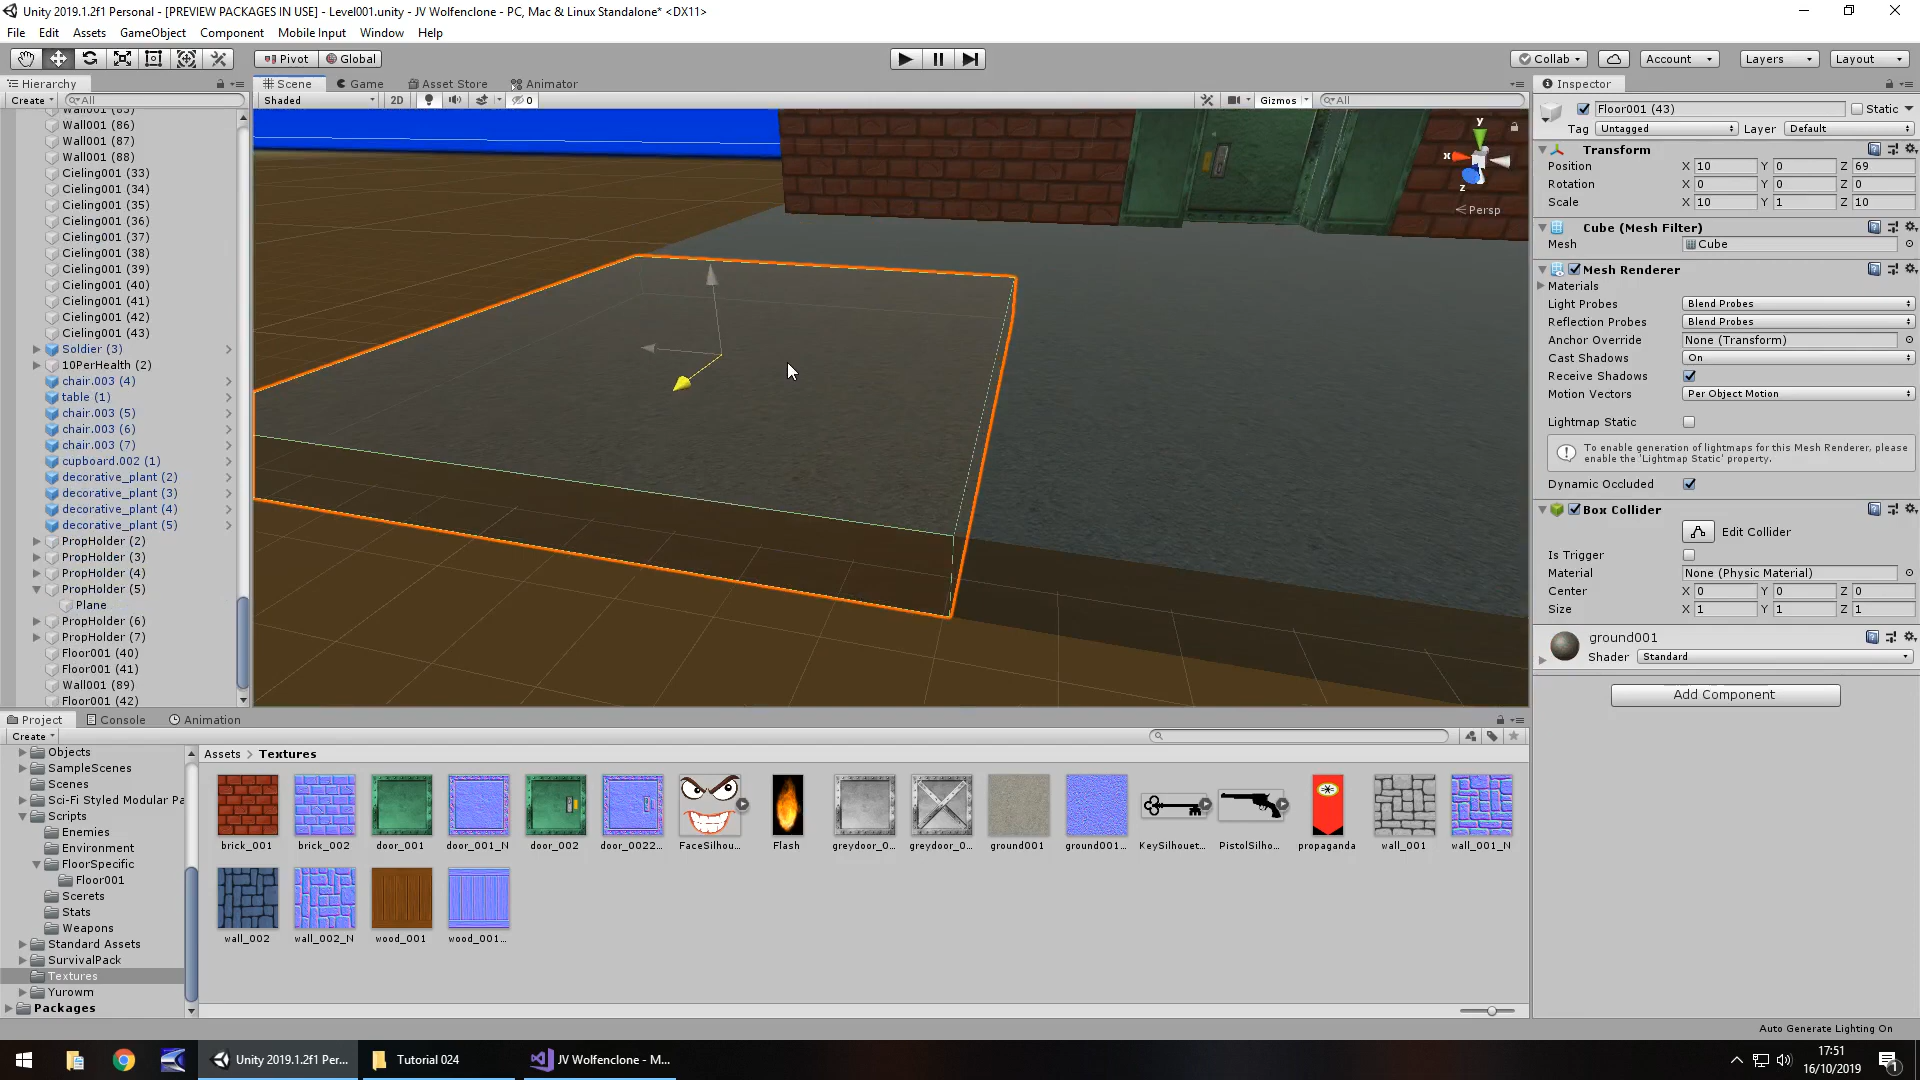 Unity 2019.1.2f1 Personal - [PREVIEW PACKAGES IN USE] - Level001.unity - JV Wolfenclone - PC, Mac & Linux Standalone* <DX11>
File Edit Assets GameObject Component Mobile Input Window Help
Pivot Global Collab Account Layers Layout
Hierarchy
Create All
Wall001 (85)
Wall001 (86)
Wall001 (87)
Wall001 (88)
Cieling001 (33)
Cieling001 (34)
Cieling001 (35)
Cieling001 (36)
Cieling001 (37)
Cieling001 (38)
Cieling001 (39)
Cieling001 (40)
Cieling001 (41)
Cieling001 (42)
Cieling001 (43)
Soldier (3)
10PerHealth (2)
chair.003 (4)
table (1)
chair.003 (5)
chair.003 (6)
chair.003 (7)
cupboard.002 (1)
decorative_plant (2)
decorative_plant (3)
decorative_plant (4)
decorative_plant (5)
PropHolder (2)
PropHolder (3)
PropHolder (4)
PropHolder (5)
Plane
PropHolder (6)
PropHolder (7)
Floor001 (40)
Floor001 (41)
Wall001 (89)
Floor001 (42)
Scene Game Asset Store Animator
Shaded 2D 0 Gizmos All
y
x
z
Persp
Inspector
Floor001 (43) Static
Tag Untagged Layer Default
Transform
Position X 10 Y 0 Z 69
Rotation X 0 Y 0 Z 0
Scale X 10 Y 1 Z 10
Cube (Mesh Filter)
Mesh Cube
Mesh Renderer
Materials
Light Probes Blend Probes
Reflection Probes Blend Probes
Anchor Override None (Transform)
Cast Shadows On
Receive Shadows
Motion Vectors Per Object Motion
Lightmap Static
To enable generation of lightmaps for this Mesh Renderer, please
enable the 'Lightmap Static' property.
Dynamic Occluded
Box Collider
Edit Collider
Is Trigger
Material None (Physic Material)
Center X 0 Y 0 Z 0
Size X 1 Y 1 Z 1
ground001
Shader Standard
Add Component
Project Console Animation
Create
Objects
SampleScenes
Scenes
Sci-Fi Styled Modular Pa
Scripts
Enemies
Environment
FloorSpecific
Floor001
Scerets
Stats
Weapons
Standard Assets
SurvivalPack
Textures
Yurowm
Packages
Assets > Textures
brick_001 brick_002 door_001 door_001_N door_002 door_0022... FaceSilhou... Flash greydoor_0... greydoor_0... ground001 ground001... KeySilhouet... PistolSilho... propaganda wall_001 wall_001_N
wall_002 wall_002_N wood_001 wood_001...
Auto Generate Lighting On
Unity 2019.1.2f1 Per... Tutorial 024 JV Wolfenclone - M...
17:51
16/10/2019
1